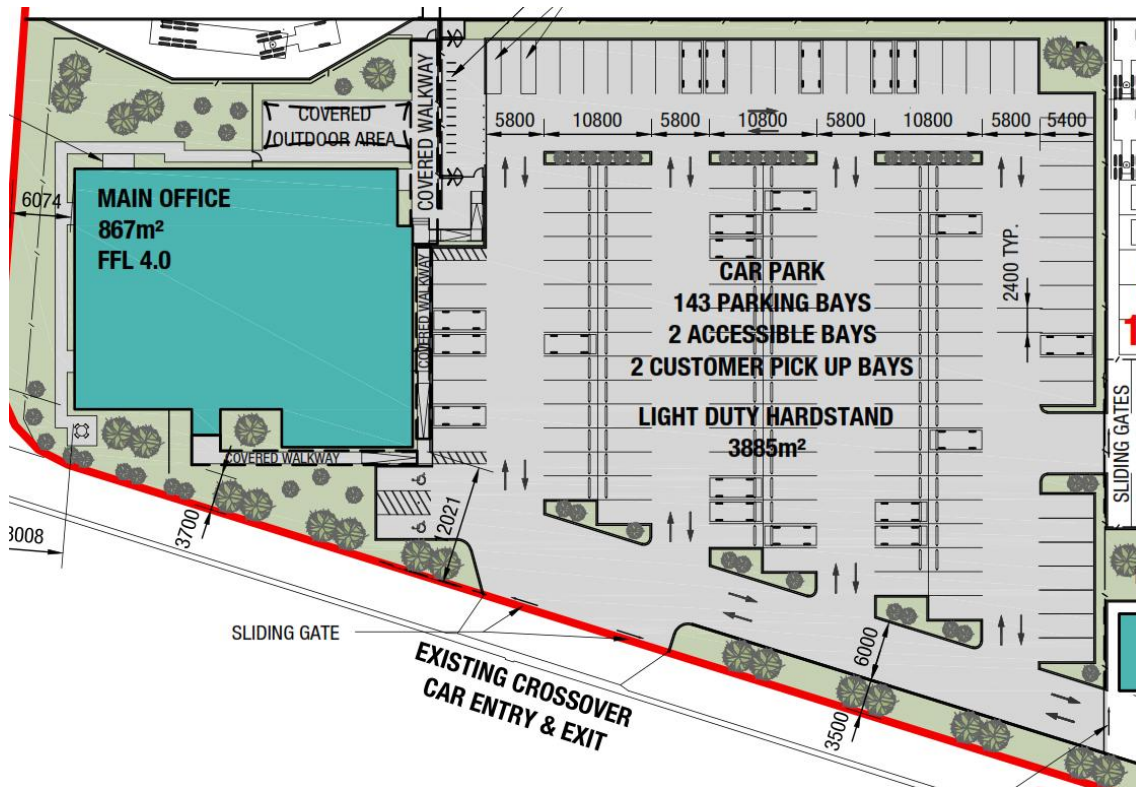 COVERED
OUTDOOR AREA
COVERED WALKWAY
5800
10800
5800
10800
5800
10800
5800
5400
6074
MAIN OFFICE
867m²
FFL 4.0
COVERED WALKWAY
2400 TYP.
CAR PARK
143 PARKING BAYS
2 ACCESSIBLE BAYS
2 CUSTOMER PICK UP BAYS
LIGHT DUTY HARDSTAND
3885m²
1
SLIDING GATES
COVERED WALKWAY
3700
12021
3008
SLIDING GATE
EXISTING CROSSOVER
CAR ENTRY & EXIT
6000
3500